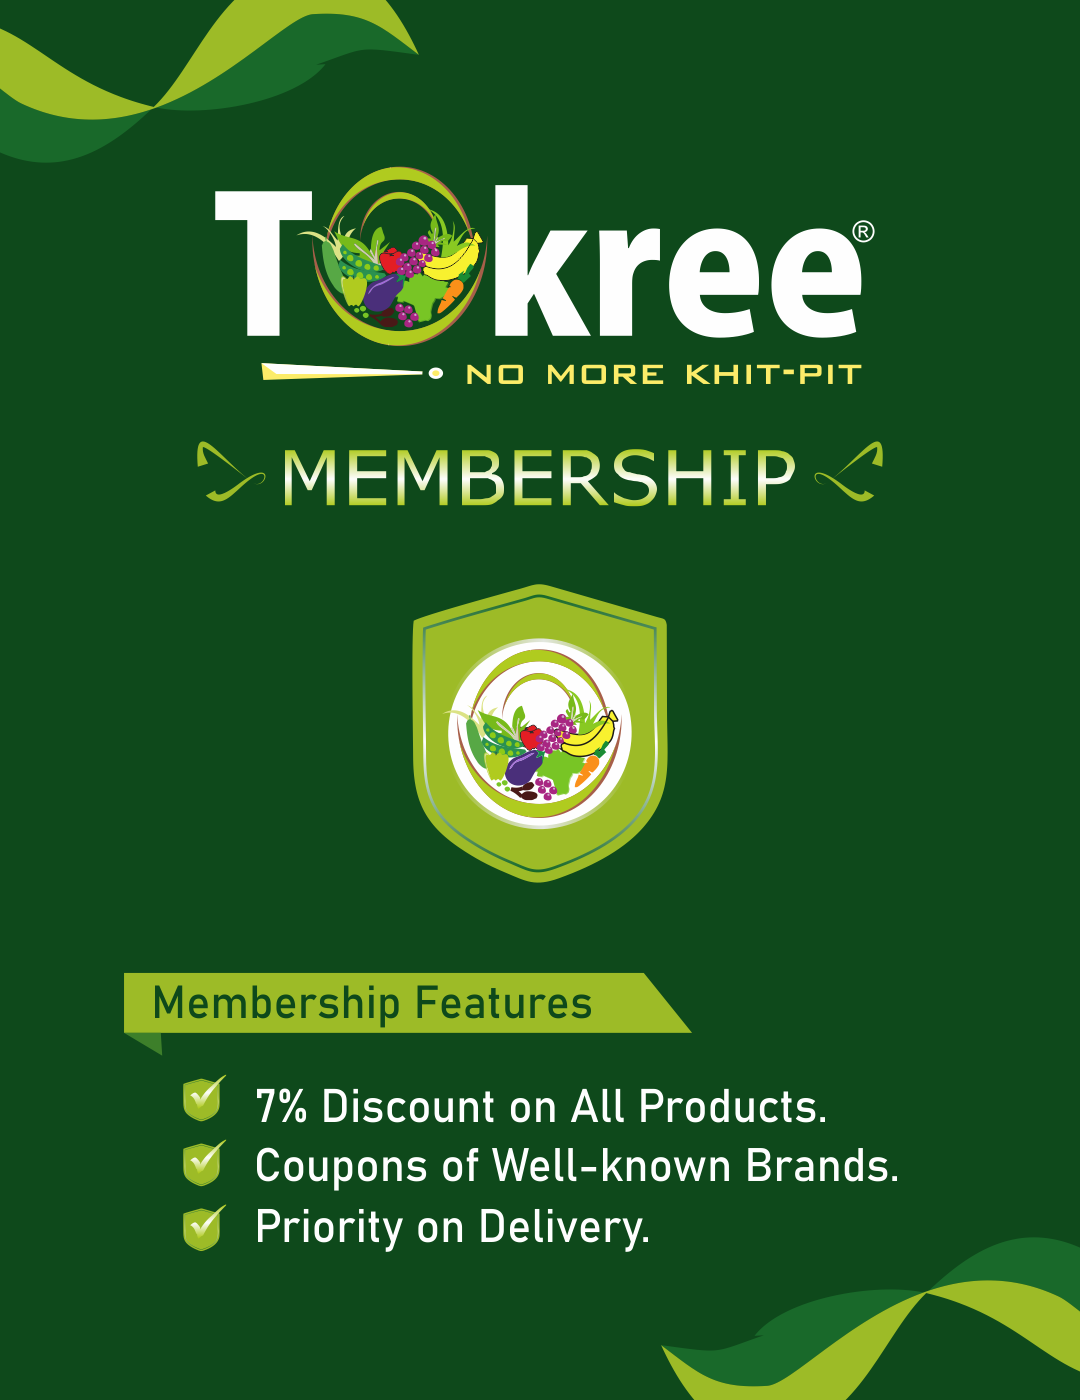 Tokree®
NO MORE KHIT-PIT
MEMBERSHIP
Membership Features
7% Discount on All Products.
Coupons of Well-known Brands.
Priority on Delivery.